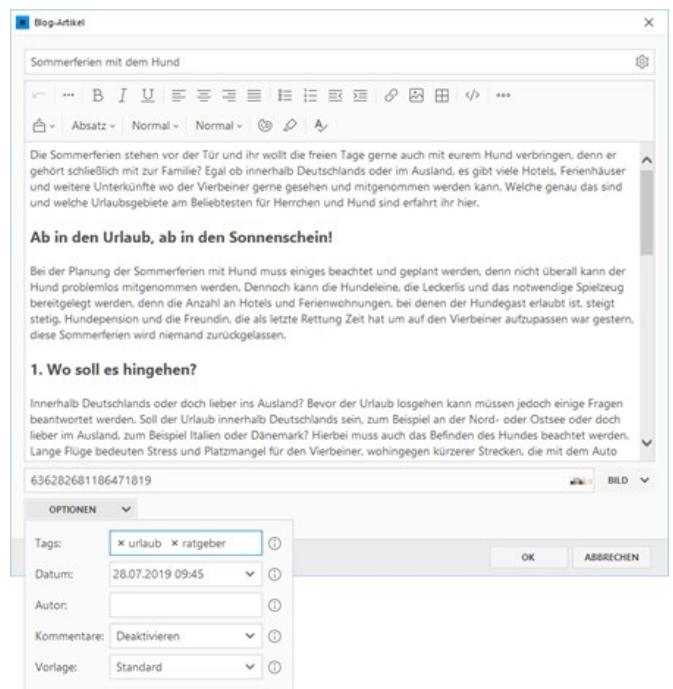 Blog-Artikel
Sommerferien mit dem Hund
B I U
Absatz Normal Normal
Die Sommerferien stehen vor der Tür und ihr wollt die freien Tage gerne auch mit eurem Hund verbringen, denn er
gehört schließlich mit zur Familie? Egal ob innerhalb Deutschlands oder im Ausland, es gibt viele Hotels, Ferienhäuser
und weitere Unterkünfte wo der Vierbeiner gerne gesehen und mitgenommen werden kann. Welche genau das sind
und welche Urlaubsgebiete am Beliebtesten für Herrchen und Hund sind erfahrt ihr hier.
Ab in den Urlaub, ab in den Sonnenschein!
Bei der Planung der Sommerferien mit Hund muss einiges beachtet und geplant werden, denn nicht überall kann der
Hund problemlos mitgenommen werden. Dennoch kann die Hundeleine, die Leckerlis und das notwendige Spielzeug
bereitgelegt werden, denn die Anzahl an Hotels und Ferienwohnungen, bei denen der Hundegast erlaubt ist, steigt
stetig. Hundepension und die Freundin, die als letzte Rettung Zeit hat um auf den Vierbeiner aufzupassen war gestern,
diese Sommerferien wird niemand zurückgelassen.
1. Wo soll es hingehen?
Innerhalb Deutschlands oder doch lieber ins Ausland? Bevor der Urlaub losgehen kann müssen jedoch einige Fragen
beantwortet werden. Soll der Urlaub innerhalb Deutschlands sein, zum Beispiel an der Nord- oder Ostsee oder doch
lieber im Ausland, zum Beispiel Italien oder Dänemark? Hierbei muss auch das Befinden des Hundes beachtet werden.
Lange Flüge bedeuten Stress und Platzmangel für den Vierbeiner, wohingegen kürzerer Strecken, die mit dem Auto
636282681186471819 BILD
OPTIONEN
Tags: × urlaub × ratgeber
OK ABBRECHEN
Datum: 28.07.2019 09:45
Autor:
Kommentare: Deaktivieren
Vorlage: Standard